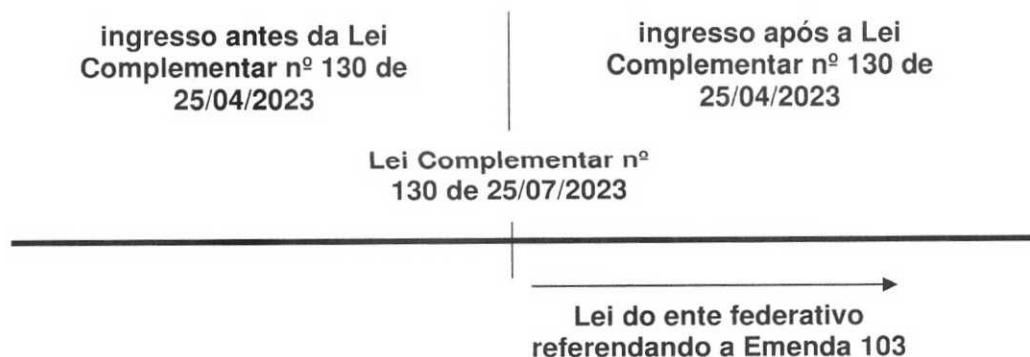 ingresso antes da Lei
Complementar nº 130 de
25/04/2023
ingresso após a Lei
Complementar nº 130 de
25/04/2023
Lei Complementar nº
130 de 25/07/2023
Lei do ente federativo
referendando a Emenda 103